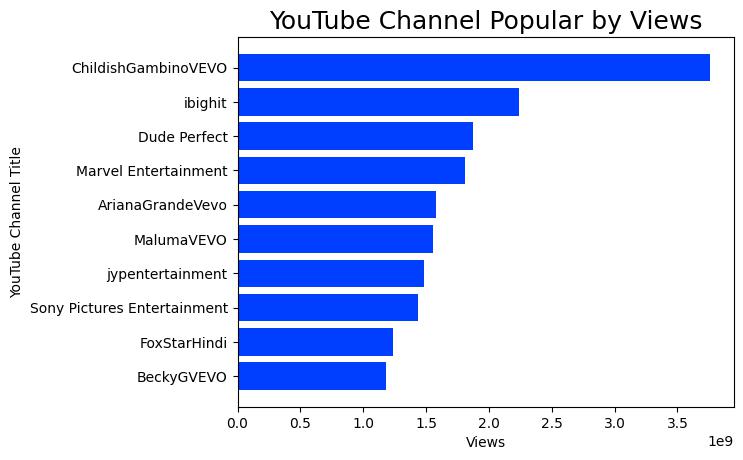 YouTube Channel Popular by Views
YouTube Channel Title
ChildishGambinoVEVO
ibighit
Dude Perfect
Marvel Entertainment
ArianaGrandeVevo
MalumaVEVO
jypentertainment
Sony Pictures Entertainment
FoxStarHindi
BeckyGVEVO
0.0 0.5 1.0 1.5 2.0 2.5 3.0 3.5
1e9
Views